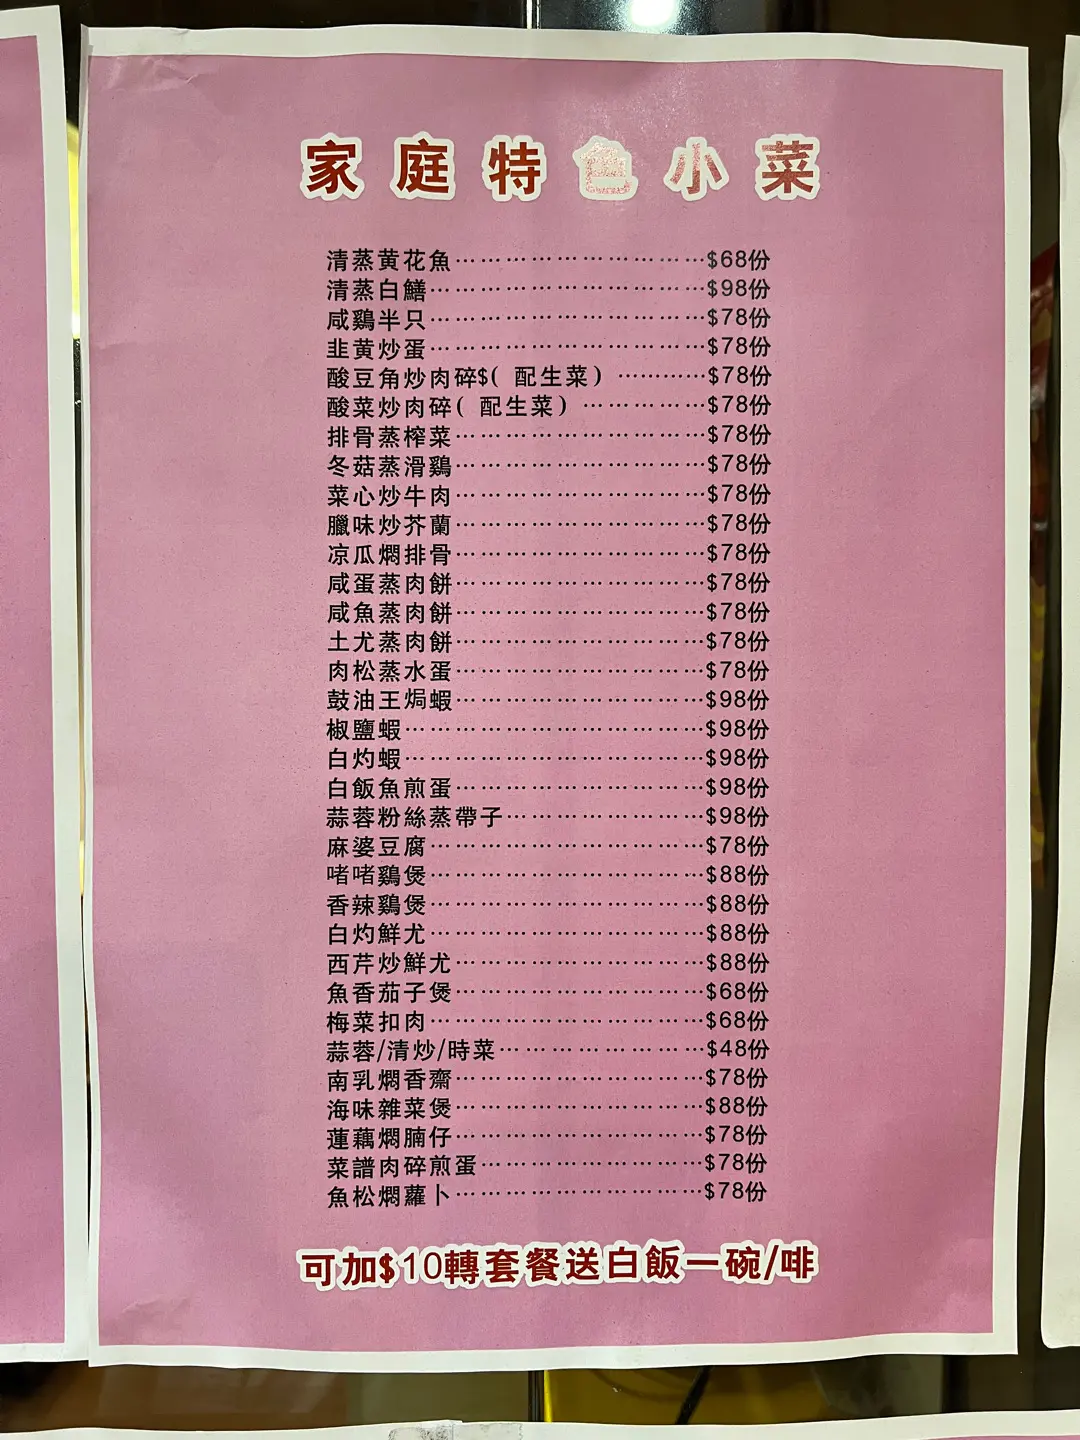 家庭特色小菜
清蒸黄花魚………………………$68份
清蒸白鱔…………………………$98份
咸鷄半只…………………………$78份
韭黄炒蛋…………………………$78份
酸豆角炒肉碎$( 配生菜 ) …………$78份
酸菜炒肉碎( 配生菜 ) ……………$78份
排骨蒸榨菜………………………$78份
冬菇蒸滑鷄………………………$78份
菜心炒牛肉………………………$78份
臘味炒芥蘭………………………$78份
凉瓜燜排骨………………………$78份
咸蛋蒸肉餅………………………$78份
咸魚蒸肉餅………………………$78份
土尤蒸肉餅………………………$78份
肉松蒸水蛋………………………$78份
鼓油王焗蝦………………………$98份
椒鹽蝦……………………………$98份
白灼蝦……………………………$98份
白飯魚煎蛋………………………$98份
蒜蓉粉絲蒸帶子…………………$98份
麻婆豆腐…………………………$78份
啫啫鷄煲…………………………$88份
香辣鷄煲…………………………$88份
白灼鮮尤…………………………$88份
西芹炒鮮尤………………………$88份
魚香茄子煲………………………$68份
梅菜扣肉…………………………$68份
蒜蓉/清炒/時菜……………………$48份
南乳燜香齋………………………$78份
海味雜菜煲………………………$88份
蓮藕燜腩仔………………………$78份
菜譜肉碎煎蛋……………………$78份
魚松燜蘿卜………………………$78份
可加$10轉套餐送白飯一碗/啡